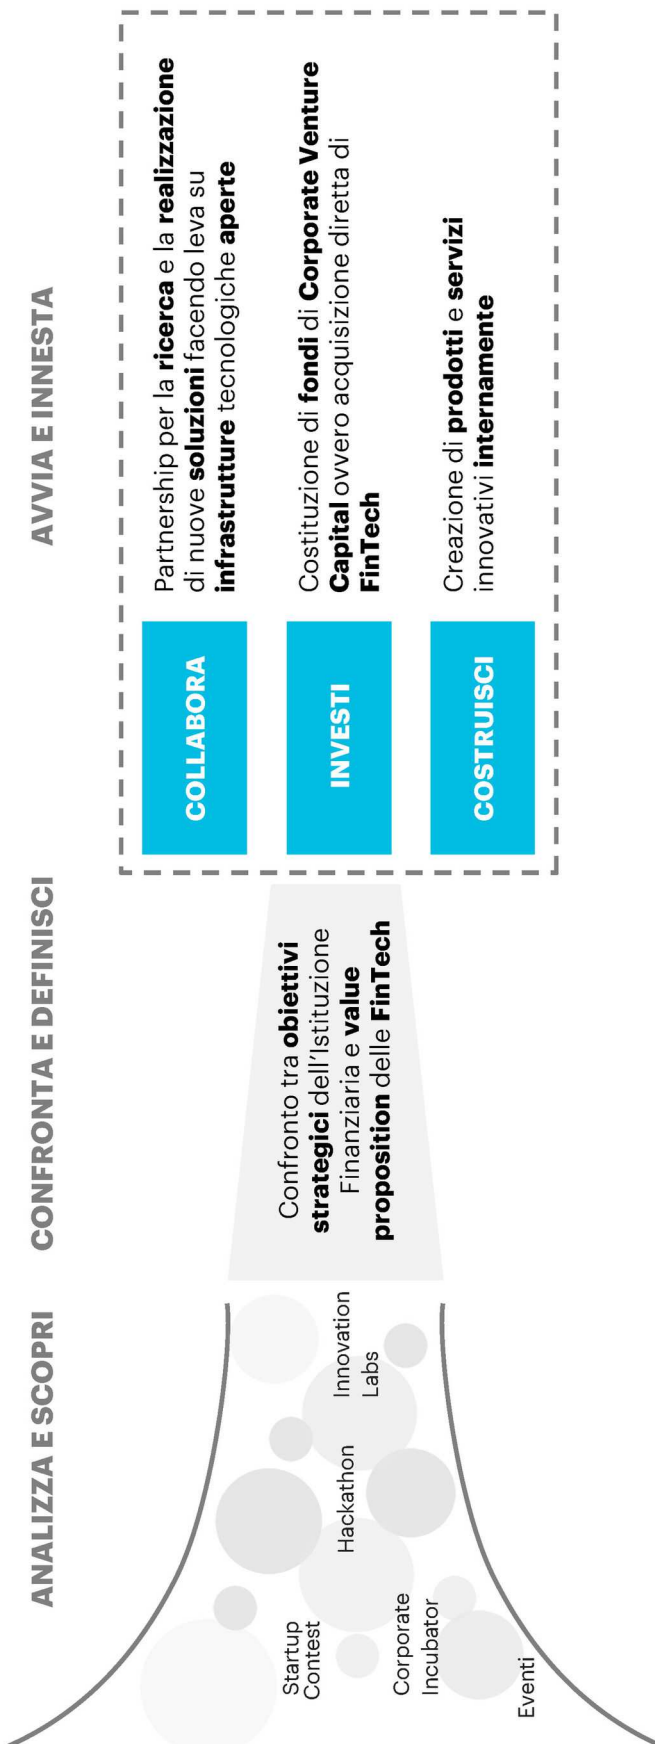 ANALIZZA E SCOPRI
CONFRONTA E DEFINISCI
AVVIA E INNESTA
Startup
Contest
Corporate
Incubator
Eventi
Hackathon
Innovation
Labs
Confronto tra obiettivi
strategici dell'Istituzione
Finanziaria e value
proposition delle FinTech
COLLABORA
Partnership per la ricerca e la realizzazione
di nuove soluzioni facendo leva su
infrastrutture tecnologiche aperte
INVESTI
Costituzione di fondi di Corporate Venture
Capital ovvero acquisizione diretta di
FinTech
COSTRUISCI
Creazione di prodotti e servizi
innovativi internamente